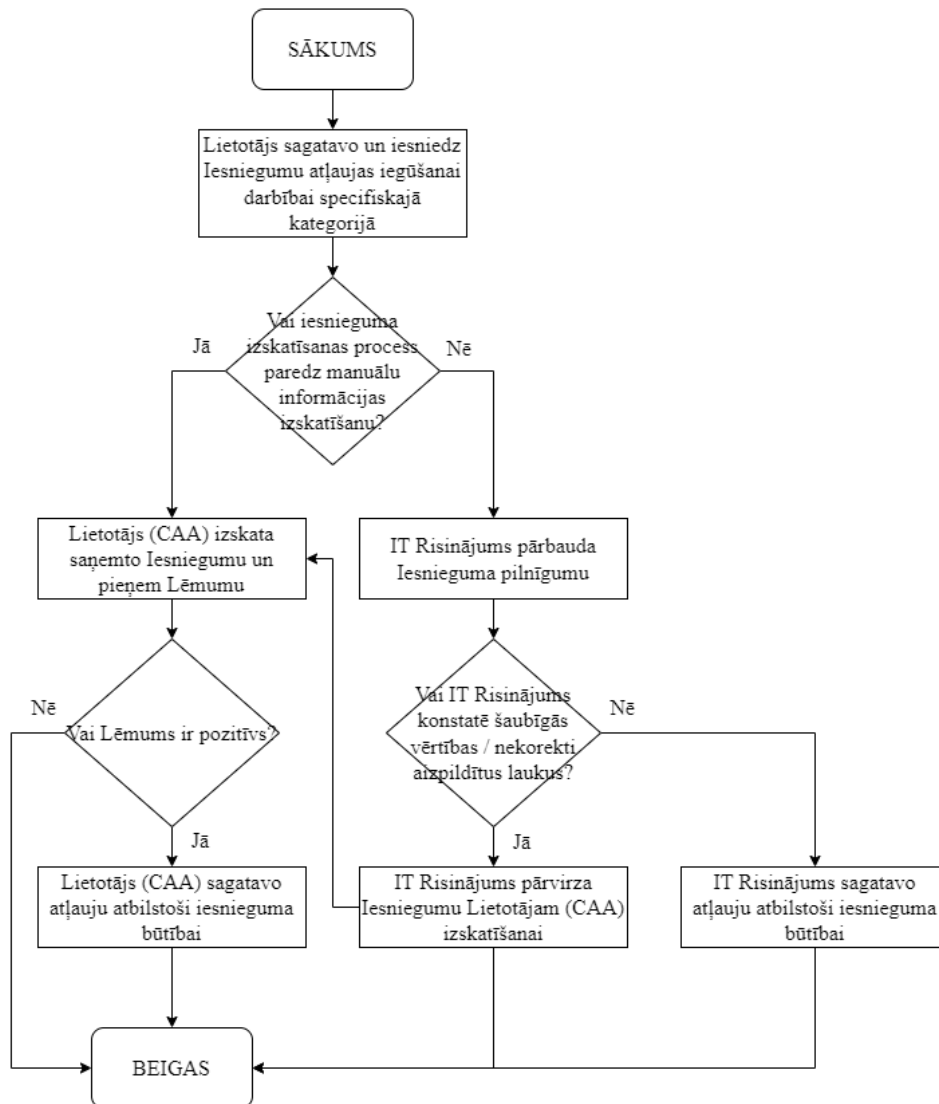 SĀKUMS
Lietotājs sagatavo un iesniedz
Iesniegumu atļaujas iegūšanai
darbībai specifiskajā
kategorijā
Vai iesnieguma
izskatīsanas process
paredz manuālu
informācijas
izskatīšanu?
Jā
Nē
Lietotājs (CAA) izskata
saņemto Iesniegumu un
pieņem Lēmumu
IT Risinājums pārbauda
Iesnieguma pilnīgumu
Nē
Vai Lēmums ir pozitīvs?
Jā
Vai IT Risinājums
konstatē šaubīgās
vērtības / nekorekti
aizpildītus laukus?
Nē
Jā
Lietotājs (CAA) sagatavo
atļauju atbilstoši iesnieguma
būtībai
IT Risinājums pārvirza
Iesniegumu Lietotājam (CAA)
izskatīšanai
IT Risinājums sagatavo
atļauju atbilstoši iesnieguma
būtībai
BEIGAS